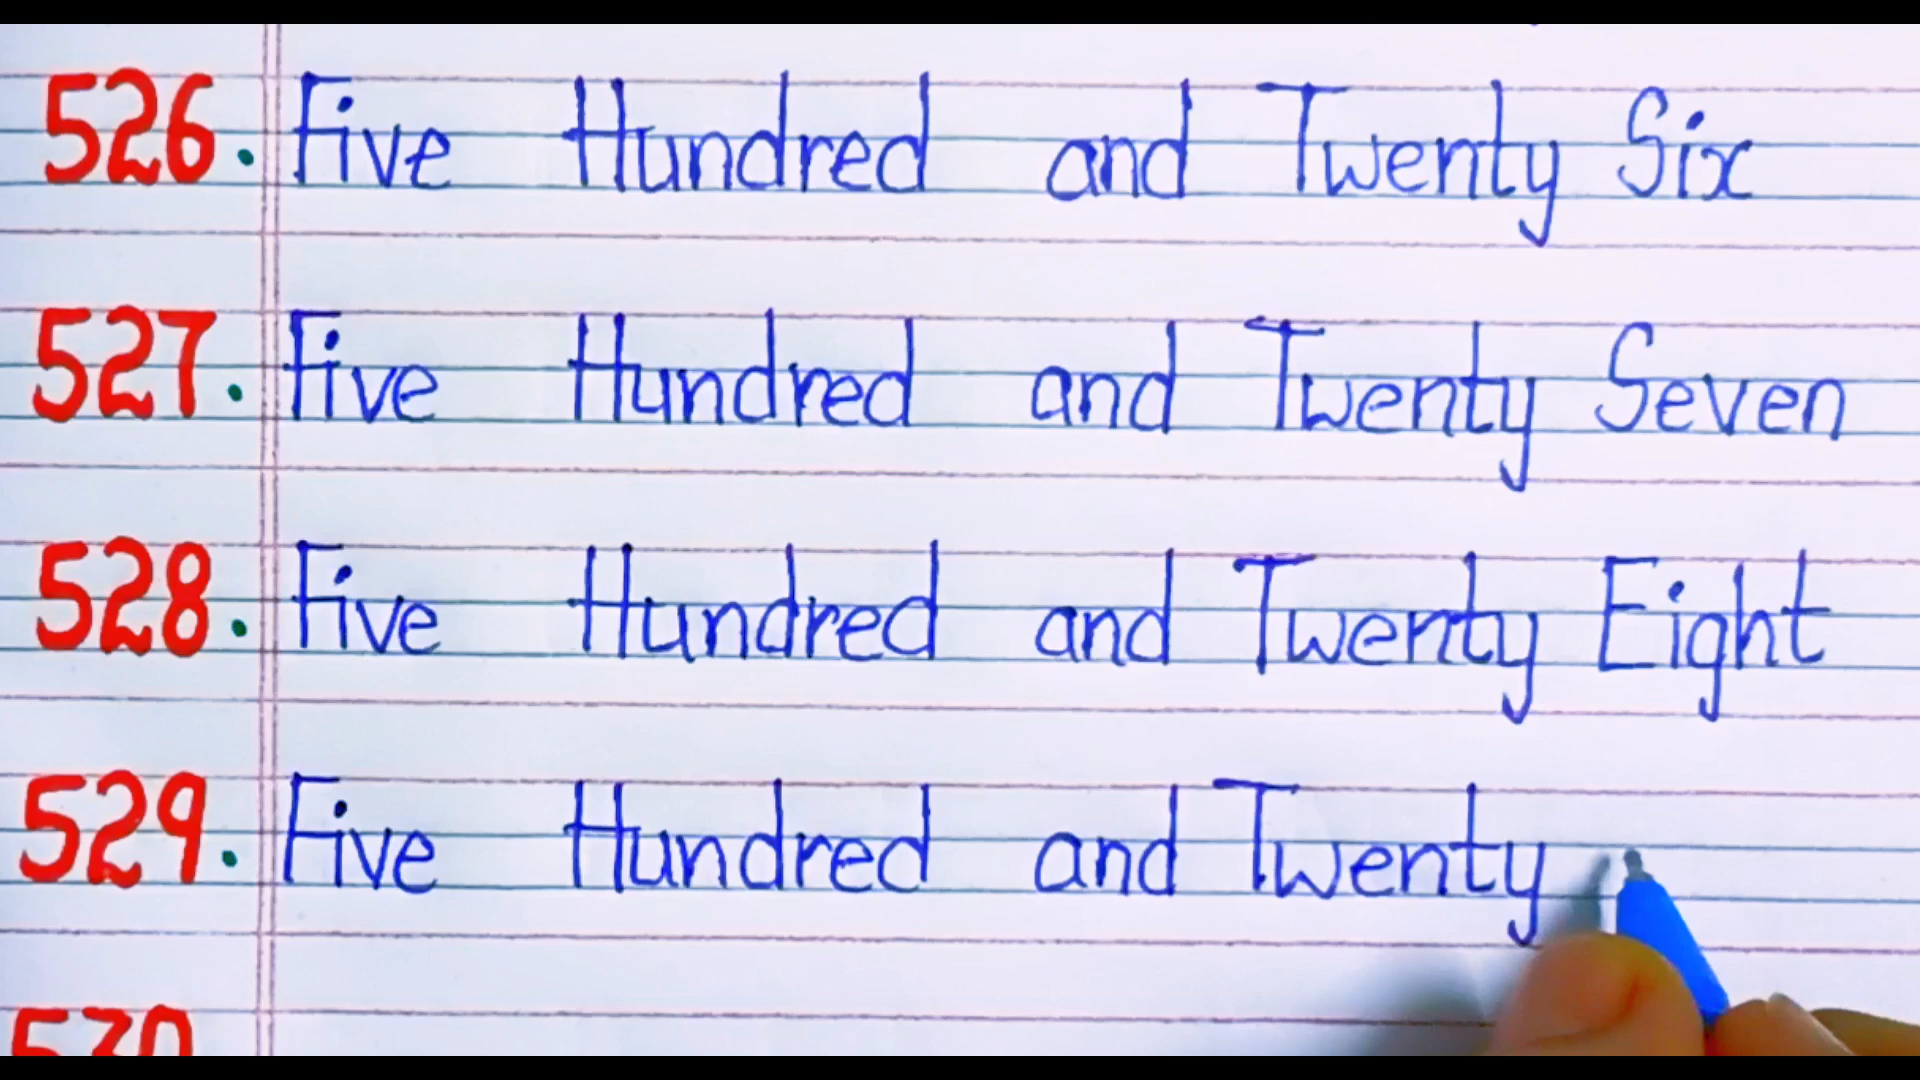 526. Five Hundred and Twenty Six
527. Five Hundred and Twenty Seven
528. Five Hundred and Twenty Eight
529. Five Hundred and Twenty
530